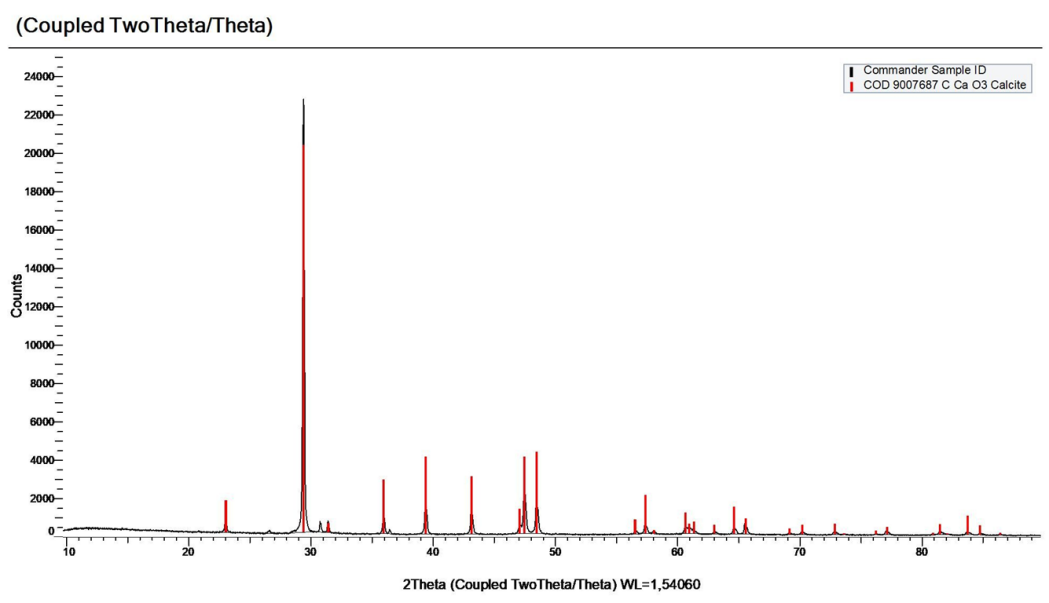 (Coupled TwoTheta/Theta)
Commander Sample ID
COD 9007687 C Ca O3 Calcite
24000
22000
20000
18000
16000
14000
12000
10000
8000
6000
4000
2000
0
Counts
10 20 30 40 50 60 70 80
2Theta (Coupled TwoTheta/Theta) WL=1,54060